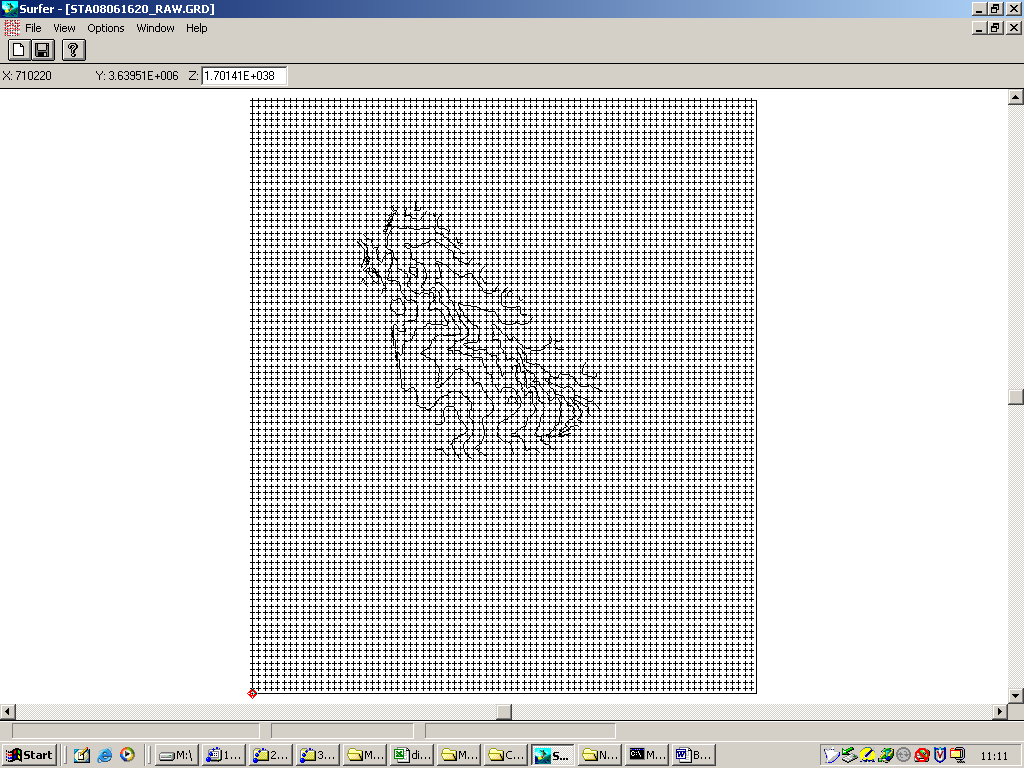 Surfer - [STA08061620_RAW.GRD]
File View Options Window Help
X: 710220 Y: 3.63951E+006 Z: 1.70141E+038
Start M:\ 1... 2... 3... M... di... M... C... S... N... M... B... 11:11